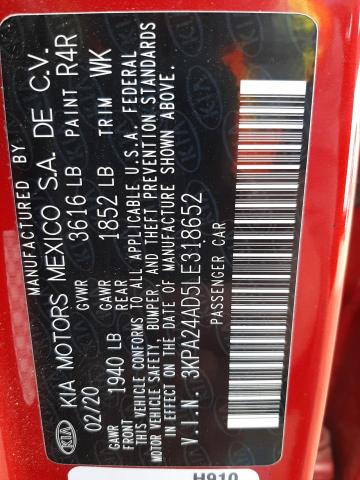 MANUFACTURED BY
KIA KIA MOTORS MEXICO S.A. DE C.V.
02/20 GVWR 3616 LB PAINT R4R
GAWR FRONT 1940 LB GAWR REAR 1852 LB TRIM WK
THIS VEHICLE CONFORMS TO ALL APPLICABLE U.S.A. FEDERAL
MOTOR VEHICLE SAFETY, BUMPER, AND THEFT PREVENTION STANDARDS
IN EFFECT ON THE DATE OF MANUFACTURE SHOWN ABOVE.
V.I.N. 3KPA24AD5LE318652
PASSENGER CAR
H910